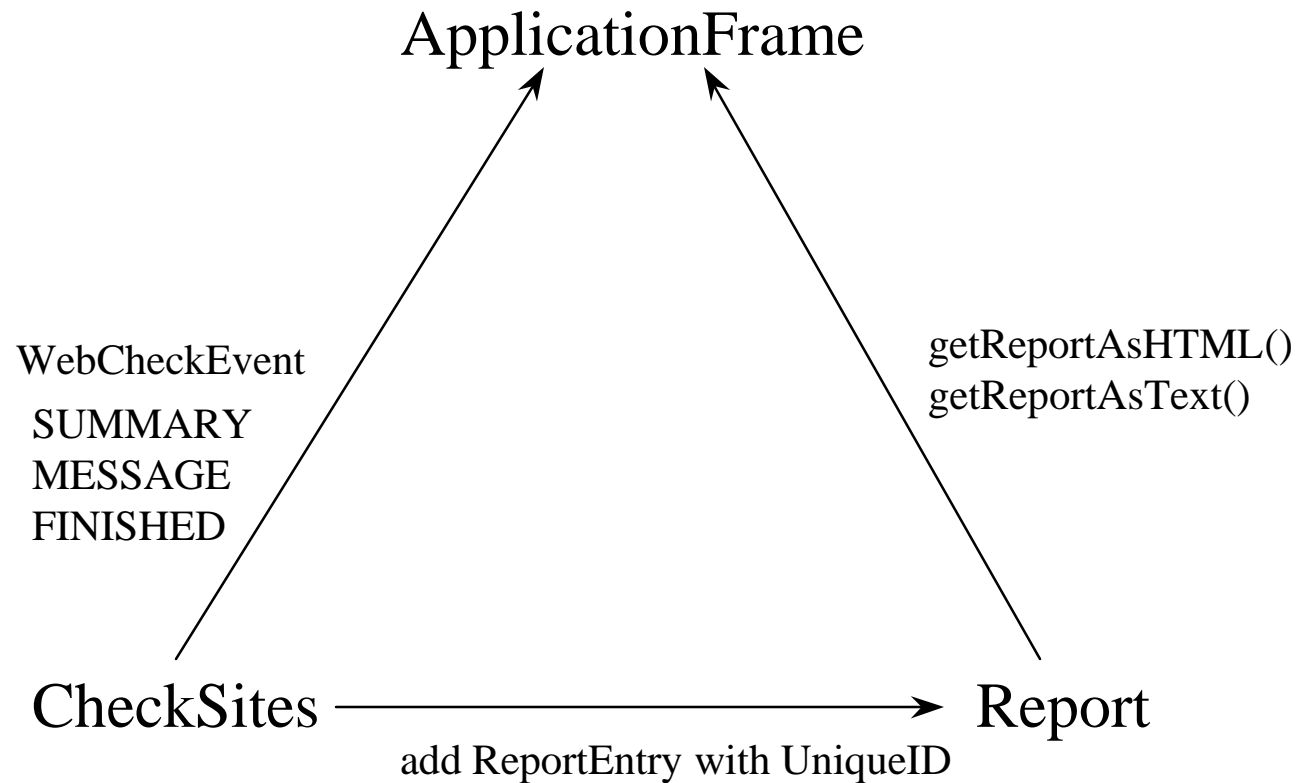 ApplicationFrame
WebCheckEvent
SUMMARY
MESSAGE
FINISHED
getReportAsHTML()
getReportAsText()
CheckSites
Report
add ReportEntry with UniqueID